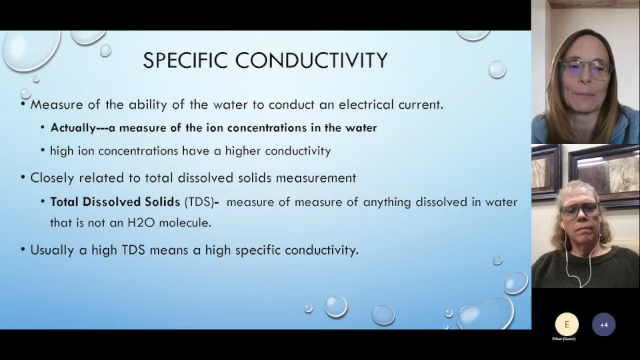 SPECIFIC CONDUCTIVITY
• Measure of the ability of the water to conduct an electrical current.
• Actually---a measure of the ion concentrations in the water
• high ion concentrations have a higher conductivity
• Closely related to total dissolved solids measurement
• Total Dissolved Solids (TDS)- measure of measure of anything dissolved in water
that is not an H2O molecule.
• Usually a high TDS means a high specific conductivity.
E
+4